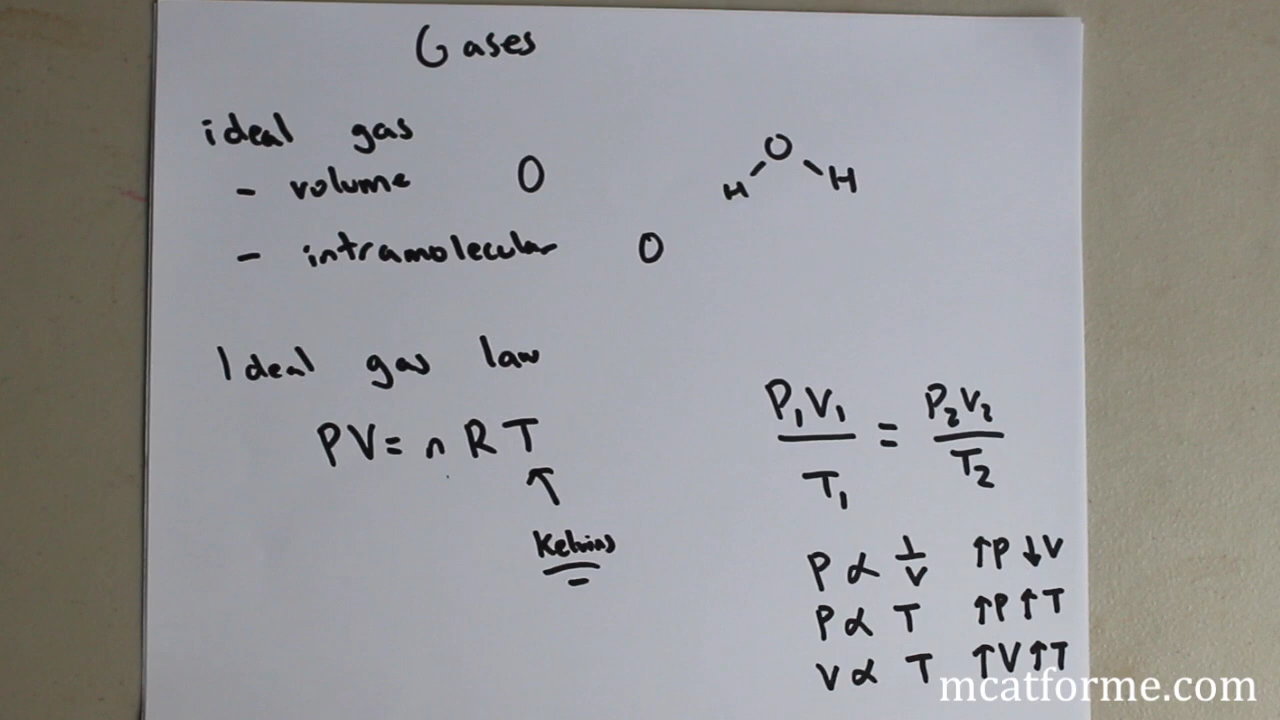 Gases
ideal gas
- volume 0
- intramolecular 0
O
H H
Ideal gas law
PV = nRT
↑
Kelvins
P₁V₁/T₁ = P₂V₂/T₂
P ∝ 1/V ↑P ↓V
P ∝ T ↑P ↑T
V ∝ T ↑V ↑T
mcatforme.com